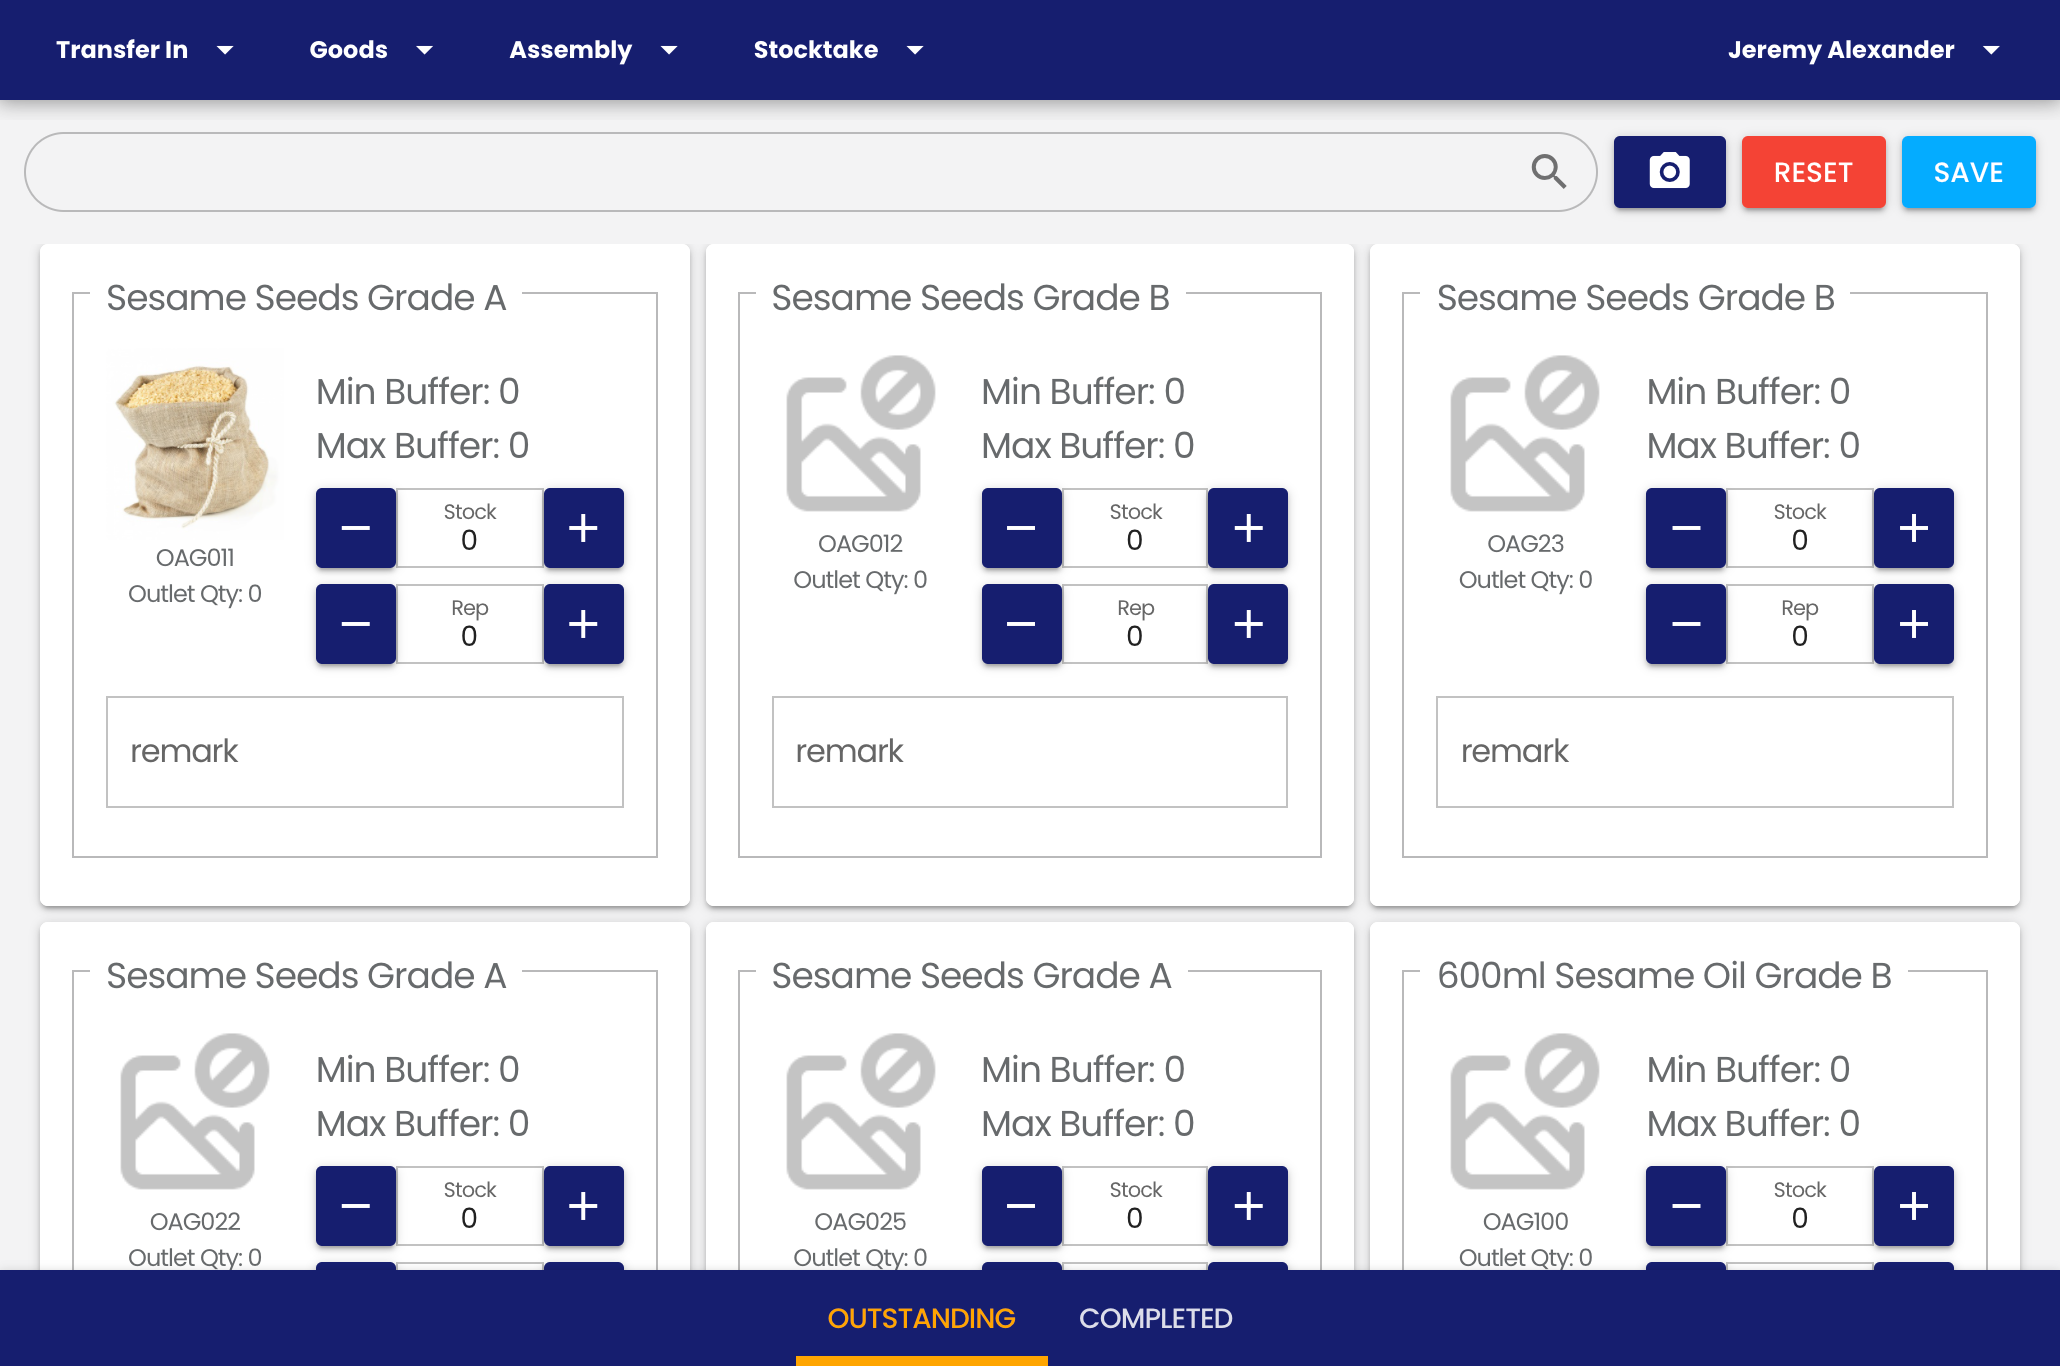 Transfer In Goods Assembly Stocktake Jeremy Alexander
RESET SAVE
Sesame Seeds Grade A
Min Buffer: 0
Max Buffer: 0
Stock
0
OAG011
Outlet Qty: 0
Rep
0
remark
Sesame Seeds Grade B
Min Buffer: 0
Max Buffer: 0
Stock
0
OAG012
Outlet Qty: 0
Rep
0
remark
Sesame Seeds Grade B
Min Buffer: 0
Max Buffer: 0
Stock
0
OAG23
Outlet Qty: 0
Rep
0
remark
Sesame Seeds Grade A
Min Buffer: 0
Max Buffer: 0
Stock
0
OAG022
Outlet Qty: 0
Sesame Seeds Grade A
Min Buffer: 0
Max Buffer: 0
Stock
0
OAG025
Outlet Qty: 0
600ml Sesame Oil Grade B
Min Buffer: 0
Max Buffer: 0
Stock
0
OAG100
Outlet Qty: 0
OUTSTANDING COMPLETED